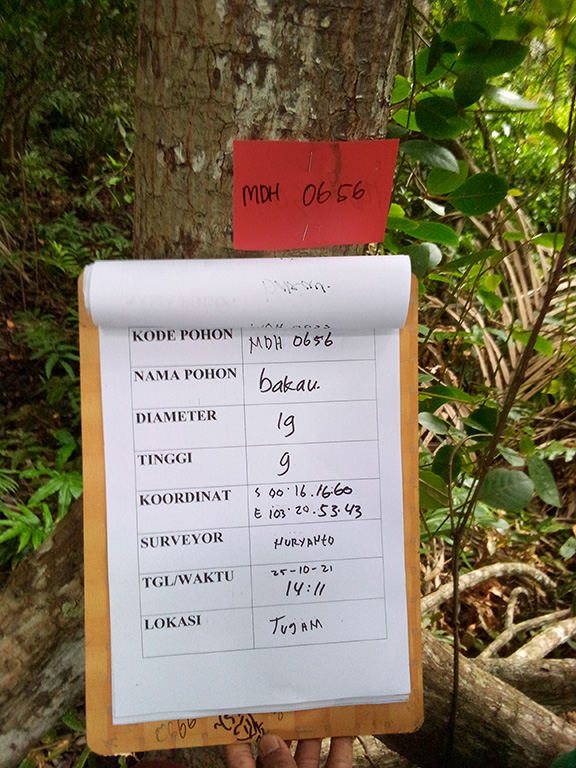 MDH 0656
KODE POHON MDH 0656
NAMA POHON bakau.
DIAMETER 19
TINGGI 9
KOORDINAT S 00.16.16.60
E 103.20.53.43
SURVEYOR NURYANTO
TGL/WAKTU 25-10-21
14:11
LOKASI TUJAM